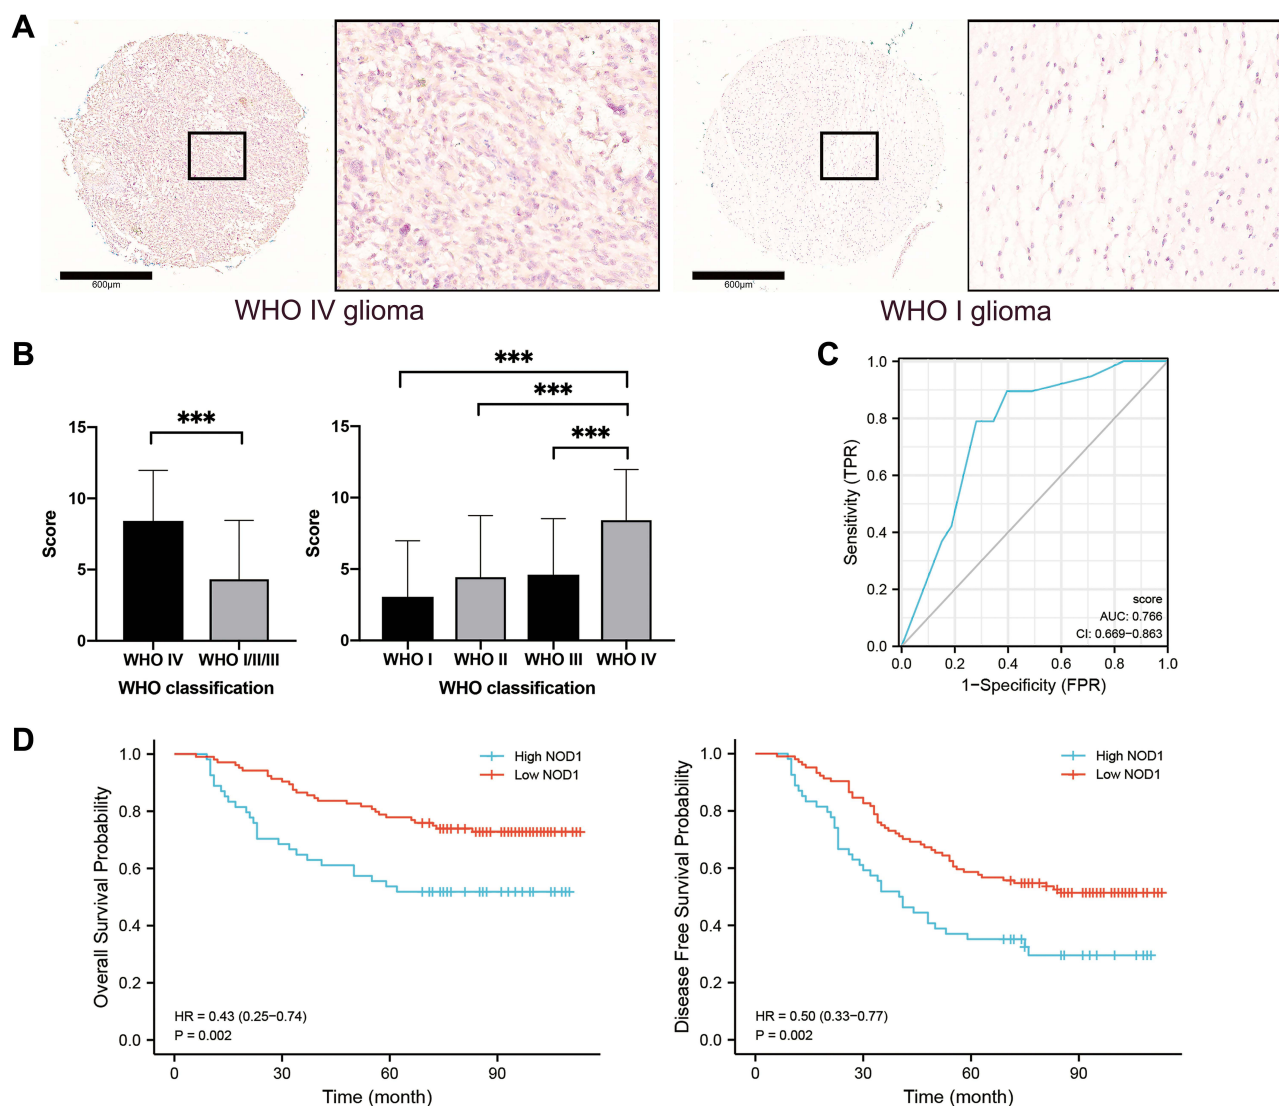 A
600μm
600μm
WHO IV glioma
WHO I glioma
B
***
15
10
5
0
Score
WHO IV
WHO I/II/III
WHO classification
***
***
***
15
10
5
0
Score
WHO I
WHO II
WHO III
WHO IV
WHO classification
C
1.0
0.8
0.6
0.4
0.2
0.0
Sensitivity (TPR)
score
AUC: 0.766
CI: 0.669−0.863
0.0
0.2
0.4
0.6
0.8
1.0
1−Specificity (FPR)
D
1.0
0.8
0.6
0.4
0.2
0.0
Overall Survival Probability
High NOD1
Low NOD1
HR = 0.43 (0.25−0.74)
P = 0.002
0
30
60
90
Time (month)
1.0
0.8
0.6
0.4
0.2
0.0
Disease Free Survival Probability
High NOD1
Low NOD1
HR = 0.50 (0.33−0.77)
P = 0.002
0
30
60
90
Time (month)